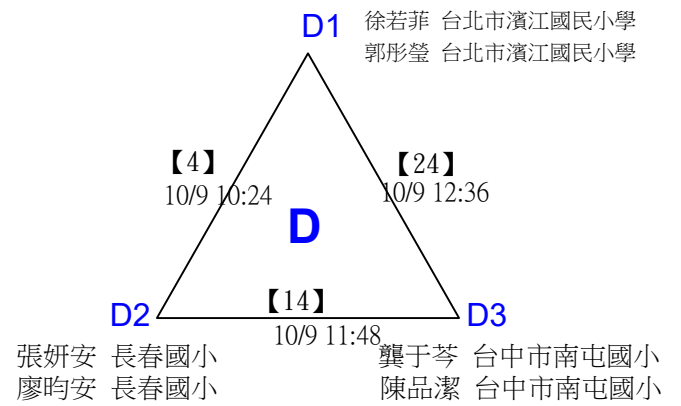 D1 徐若菲 台北市濱江國民小學
郭彤瑩 台北市濱江國民小學
【4】 【24】
10/9 10:24 10/9 12:36
D
D2 【14】 D3
10/9 11:48
張妍安 長春國小 龔于芩 台中市南屯國小
廖昀安 長春國小 陳品潔 台中市南屯國小